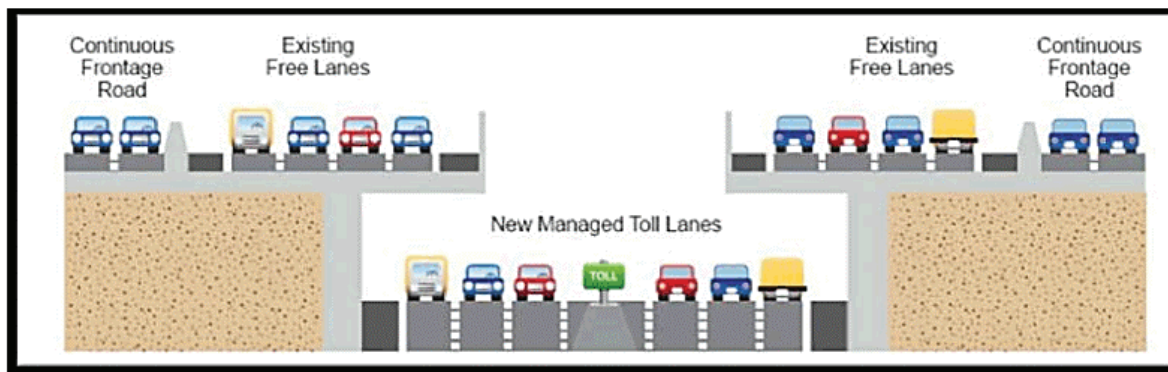 Continuous
Frontage
Road
Existing
Free Lanes
Existing
Free Lanes
Continuous
Frontage
Road
New Managed Toll Lanes
TOLL